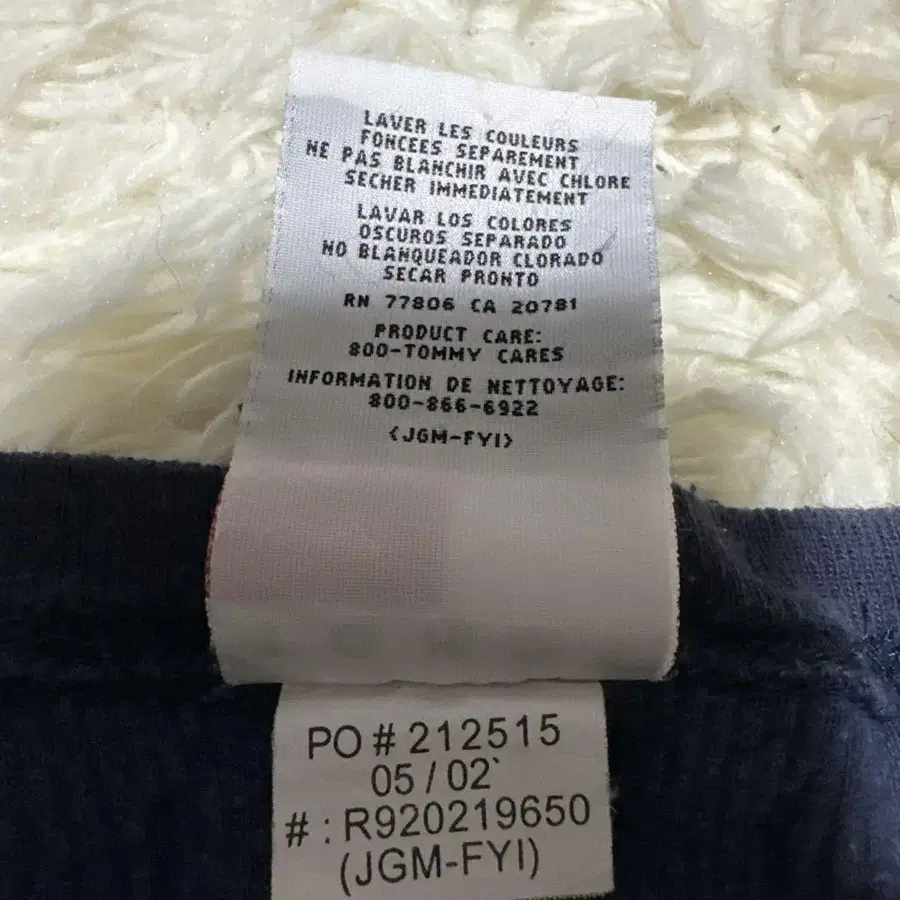 LAVER LES COULEURS
FONCEES SEPAREMENT
NE PAS BLANCHIR AVEC CHLORE
SECHER IMMEDIATEMENT
LAVAR LOS COLORES
OSCUROS SEPARADO
NO BLANQUEADOR CLORADO
SECAR PRONTO
RN 77806 CA 20781
PRODUCT CARE:
800-TOMMY CARES
INFORMATION DE NETTOYAGE:
800-866-6922
<JGM-FYI>
PO # 212515
05 / 02`
# : R920219650
(JGM-FYI)